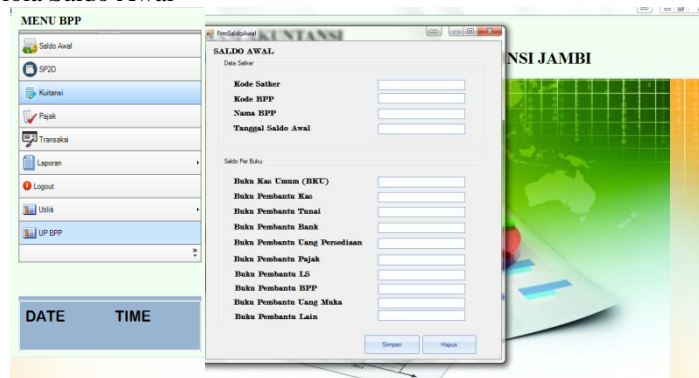 MENU BPP
Saldo Awal
SP2D
Kuitansi
Pajak
Transaksi
Laporan
Logout
Utiliti
UP BPP
DATE TIME
FrmSaldoAwal
KUNTANSI
NSI JAMBI
SALDO AWAL
Data Satker
Kode Satker
Kode BPP
Nama BPP
Tanggal Saldo Awal
Saldo Per Buku
Buku Kas Umum (BKU)
Buku Pembantu Kas
Buku Pembantu Tunai
Buku Pembantu Bank
Buku Pembantu Uang Persediaan
Buku Pembantu Pajak
Buku Pembantu LS
Buku Pembantu BPP
Buku Pembantu Uang Muka
Buku Pembantu Lain
Simpan Hapus